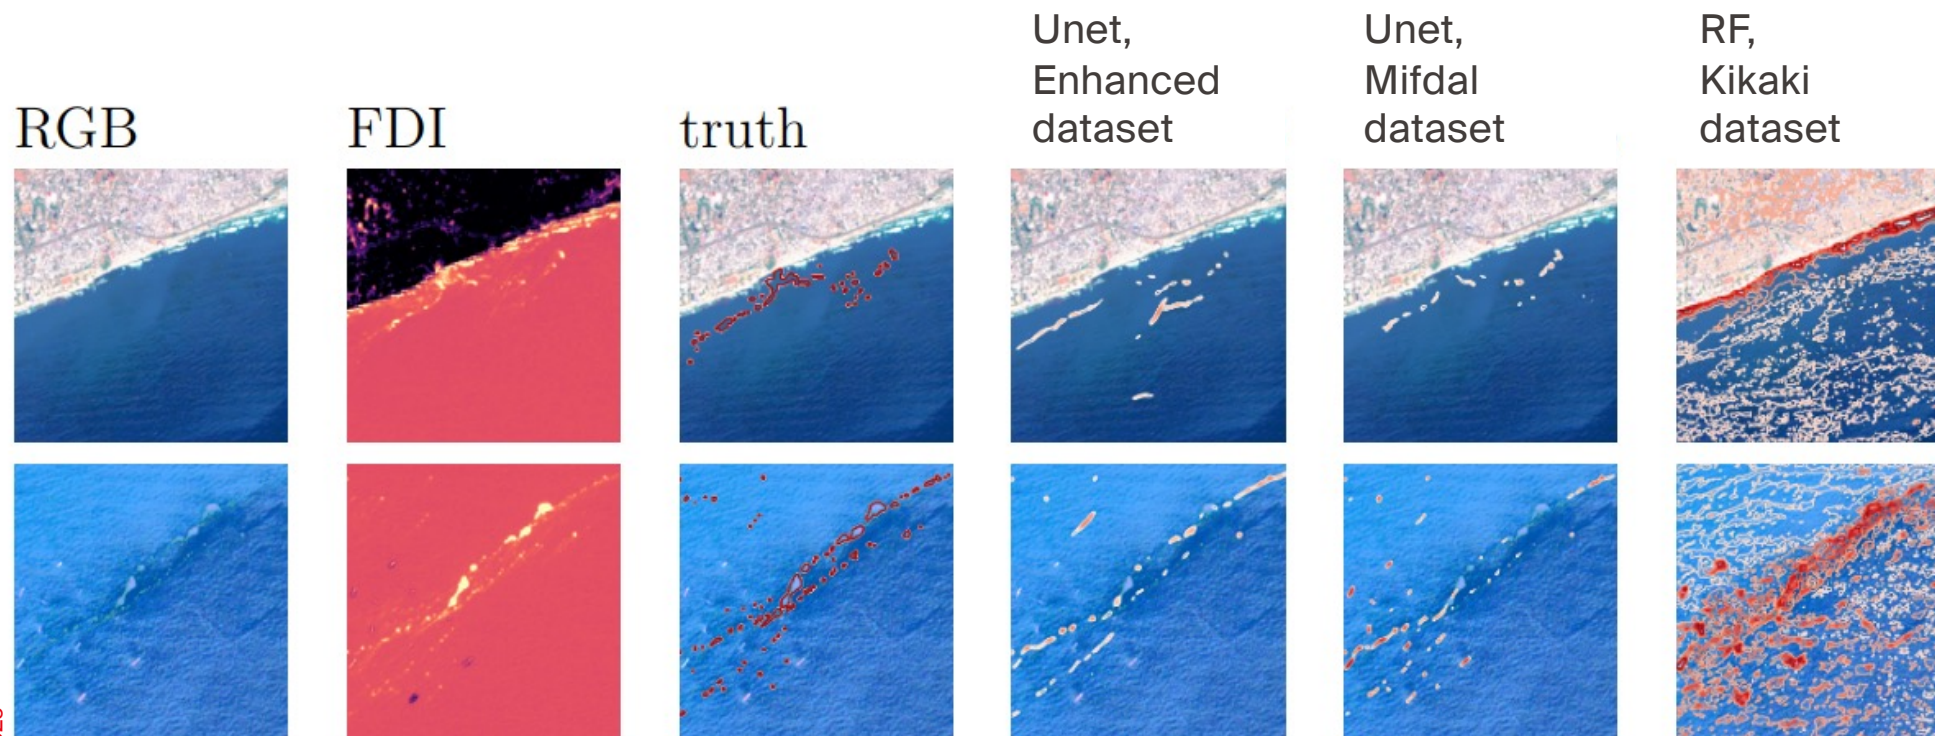 RGB
FDI
truth
Unet,
Enhanced
dataset
Unet,
Mifdal
dataset
RF,
Kikaki
dataset